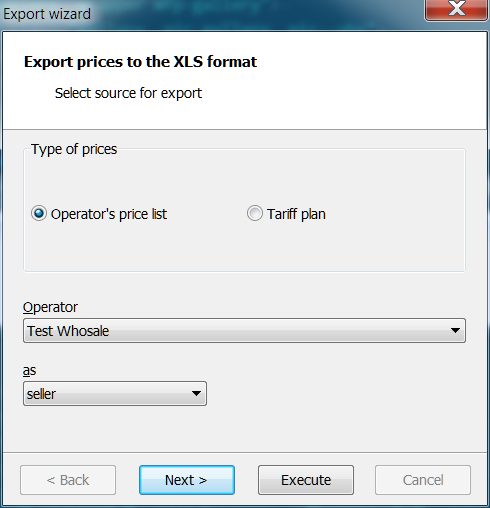 Export wizard
Export prices to the XLS format
Select source for export
Type of prices
Operator's price list
Tariff plan
Operator
Test Whosale
as
seller
< Back
Next >
Execute
Cancel